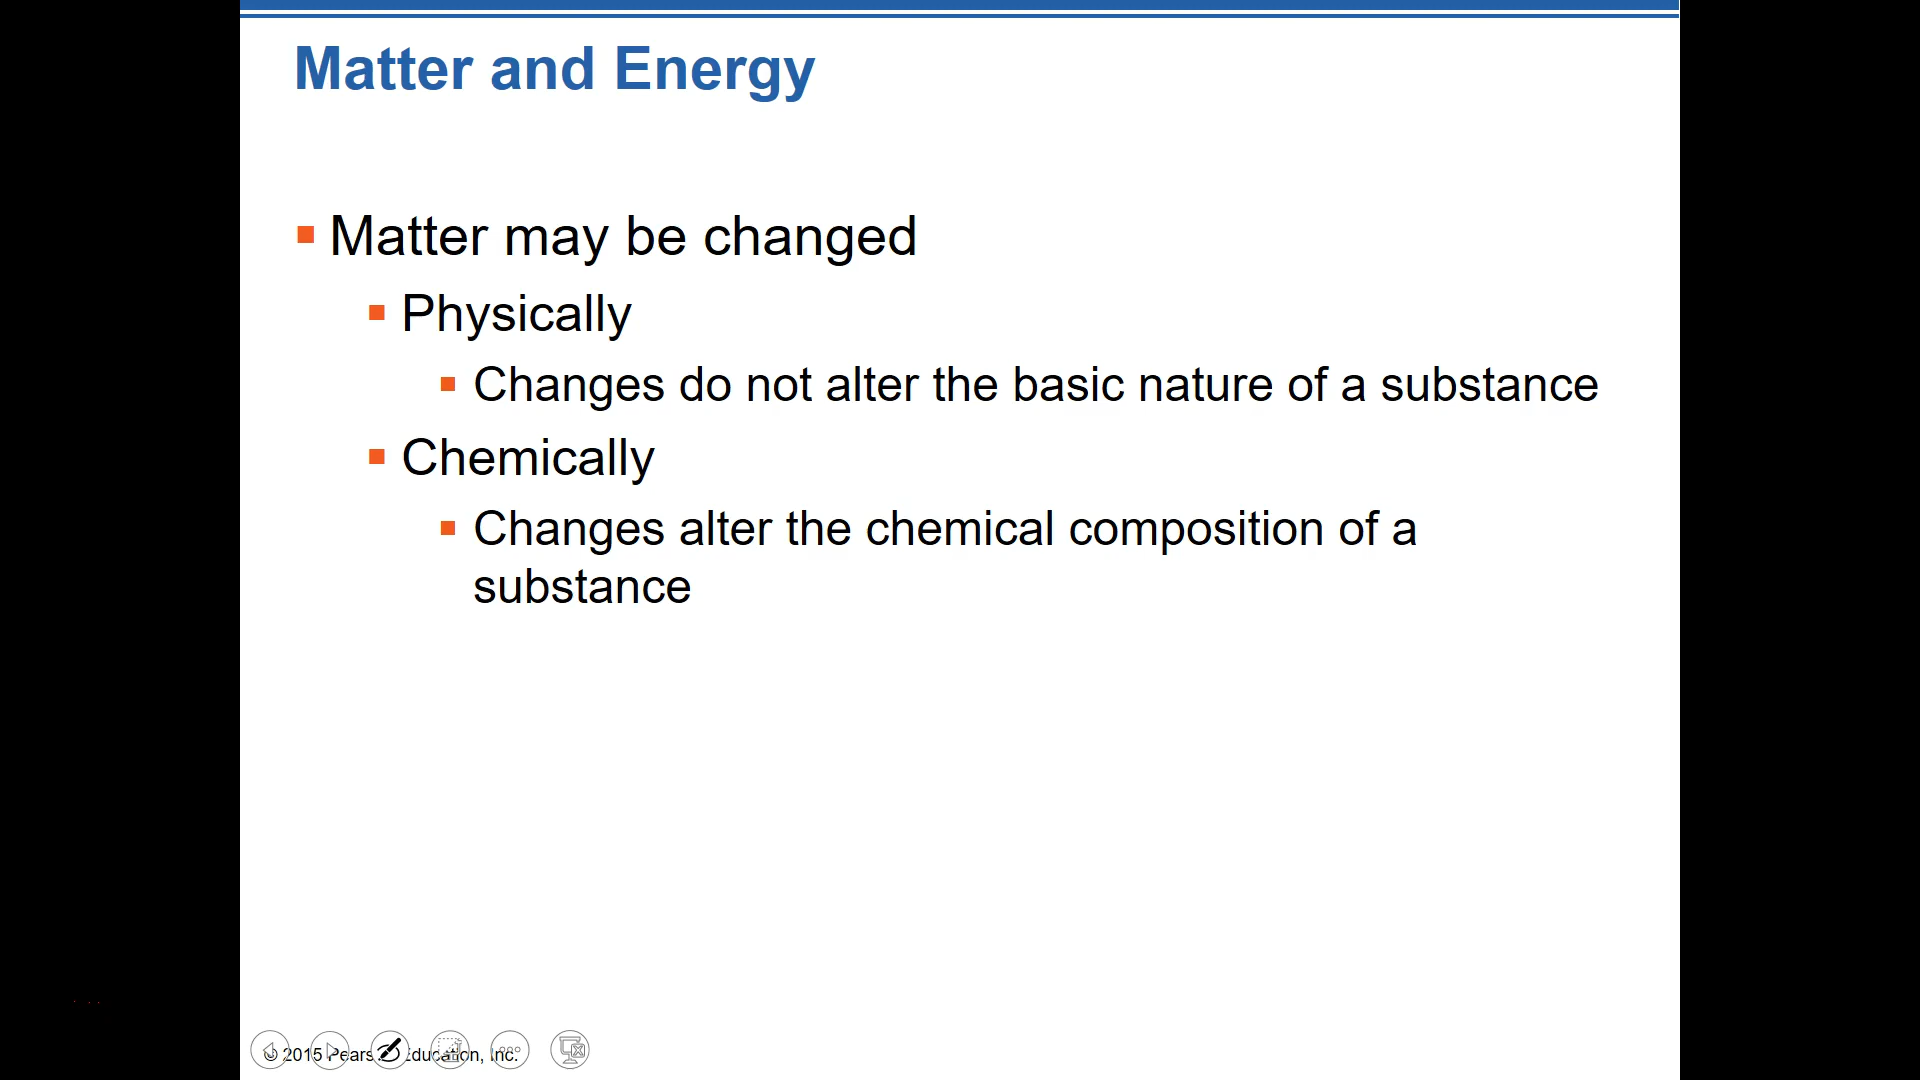 Matter and Energy
Matter may be changed
Physically
Changes do not alter the basic nature of a substance
Chemically
Changes alter the chemical composition of a
substance
© 2015 Pearson Education, Inc.